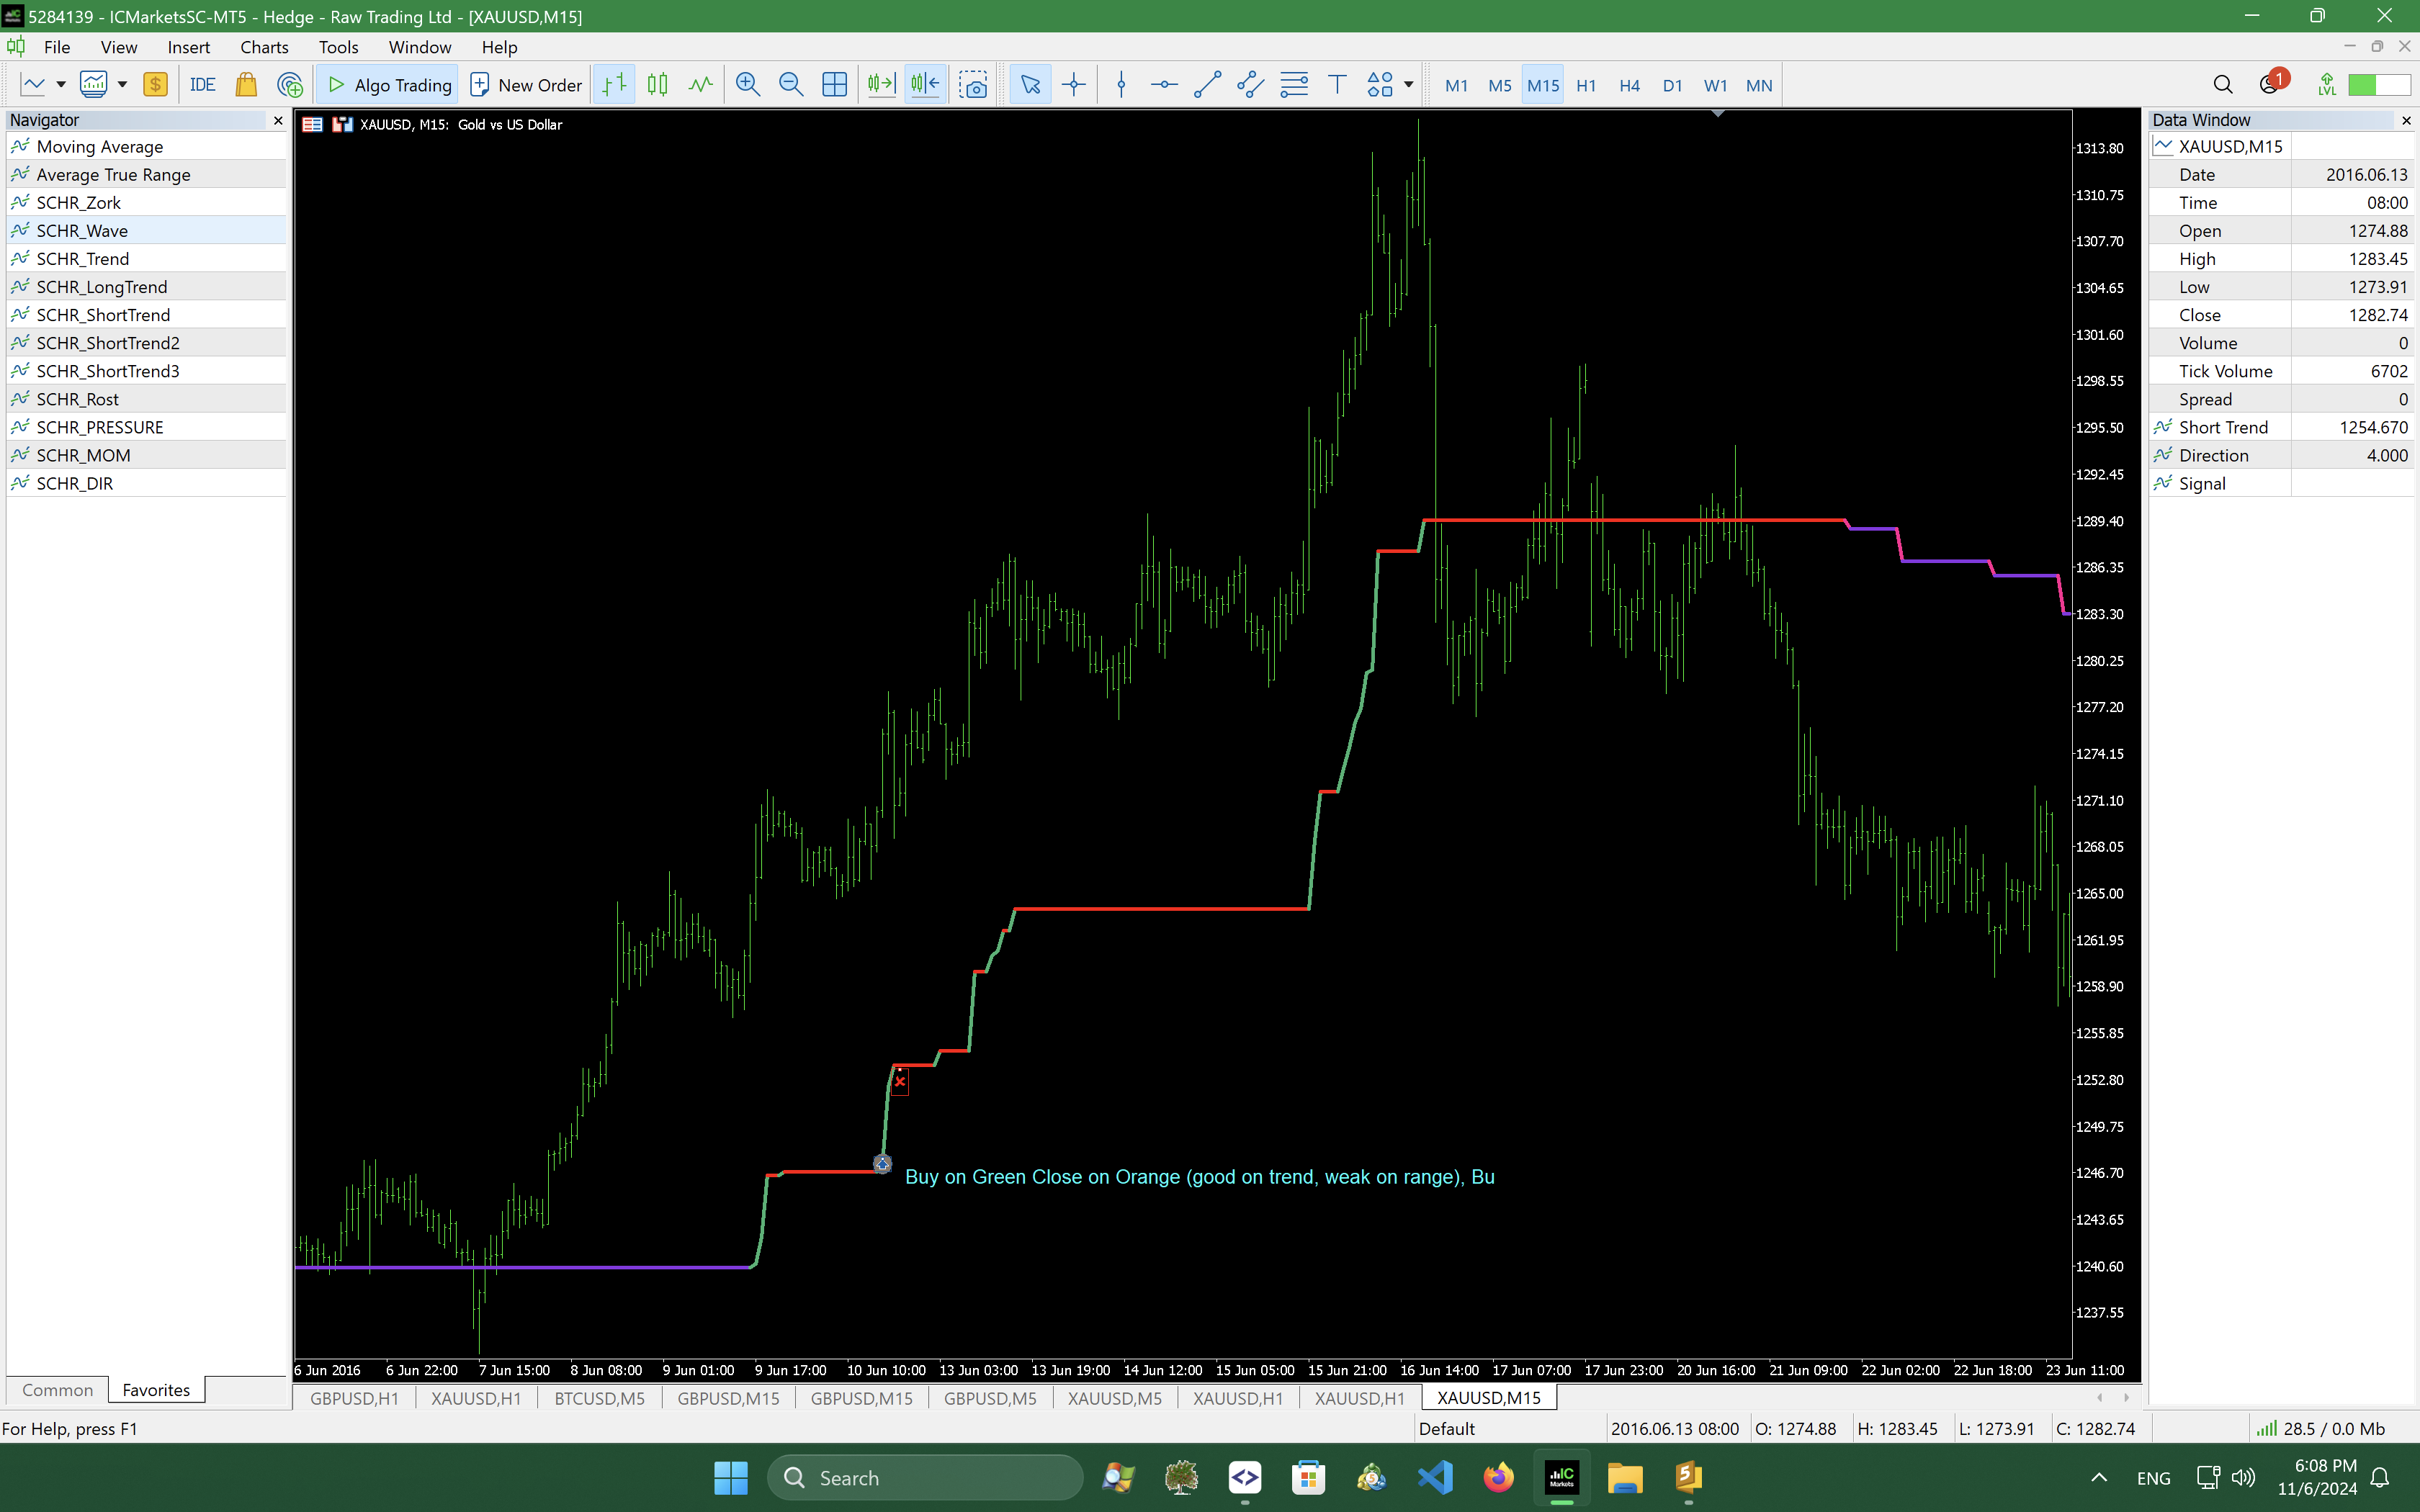 5284139 - ICMarketsSC-MT5 - Hedge - Raw Trading Ltd - [XAUUSD,M15]
File View Insert Charts Tools Window Help
IDE Algo Trading New Order M1 M5 M15 H1 H4 D1 W1 MN 1 LVL
Navigator
Moving Average
Average True Range
SCHR_Zork
SCHR_Wave
SCHR_Trend
SCHR_LongTrend
SCHR_ShortTrend
SCHR_ShortTrend2
SCHR_ShortTrend3
SCHR_Rost
SCHR_PRESSURE
SCHR_MOM
SCHR_DIR
Common Favorites
XAUUSD, M15: Gold vs US Dollar
1313.80
1310.75
1307.70
1304.65
1301.60
1298.55
1295.50
1292.45
1289.40
1286.35
1283.30
1280.25
1277.20
1274.15
1271.10
1268.05
1265.00
1261.95
1258.90
1255.85
1252.80
1249.75
1246.70
1243.65
1240.60
1237.55
Buy on Green Close on Orange (good on trend, weak on range), Bu
6 Jun 2016 6 Jun 22:00 7 Jun 15:00 8 Jun 08:00 9 Jun 01:00 9 Jun 17:00 10 Jun 10:00 13 Jun 03:00 13 Jun 19:00 14 Jun 12:00 15 Jun 05:00 15 Jun 21:00 16 Jun 14:00 17 Jun 07:00 17 Jun 23:00 20 Jun 16:00 21 Jun 09:00 22 Jun 02:00 22 Jun 18:00 23 Jun 11:00
GBPUSD,H1 XAUUSD,H1 BTCUSD,M5 GBPUSD,M15 GBPUSD,M15 GBPUSD,M5 XAUUSD,M5 XAUUSD,H1 XAUUSD,H1 XAUUSD,M15
Data Window
XAUUSD,M15
Date 2016.06.13
Time 08:00
Open 1274.88
High 1283.45
Low 1273.91
Close 1282.74
Volume 0
Tick Volume 6702
Spread 0
Short Trend 1254.670
Direction 4.000
Signal
For Help, press F1 Default 2016.06.13 08:00 O: 1274.88 H: 1283.45 L: 1273.91 C: 1282.74 28.5 / 0.0 Mb
Search IC Markets 5 ENG 6:08 PM
11/6/2024